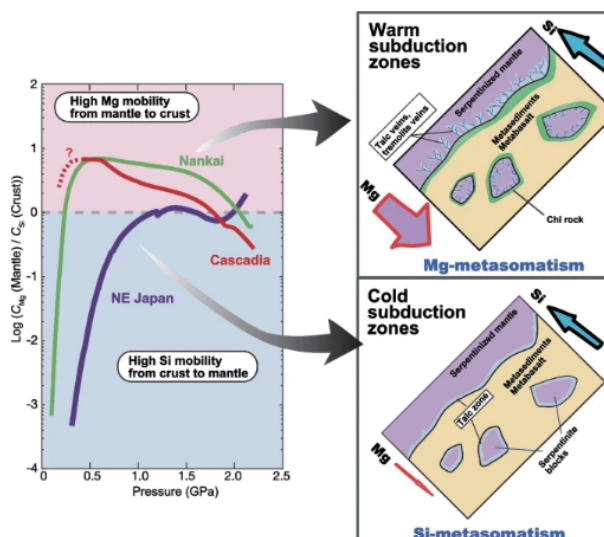 2
1
0
-1
-2
-3
-4
Log (C_Mg (Mantle) / C_Si (Crust))
High Mg mobility
from mantle to crust
?
Nankai
Cascadia
NE Japan
High Si mobility
from crust to mantle
0 0.5 1.0 1.5 2.0 2.5
Pressure (GPa)
Warm
subduction
zones
Si
Serpentinized mantle
Talc veins,
tremolite veins
Metasediments
Metabasalt
Mg
Chl rock
Mg-metasomatism
Cold
subduction
zones
Si
Serpentinized mantle
Metasediments
Metabasalt
Talc zone
Mg
Serpentinite
blocks
Si-metasomatism